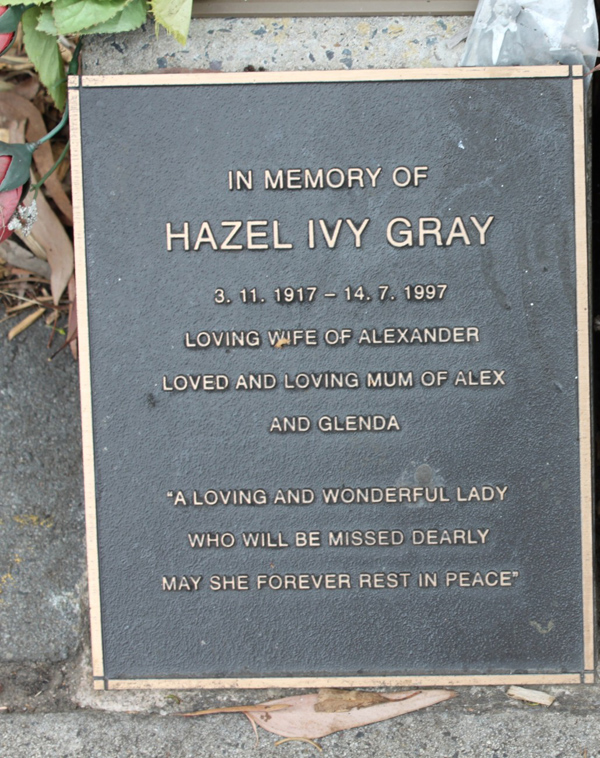 IN MEMORY OF
HAZEL IVY GRAY
3. 11. 1917 – 14. 7. 1997
LOVING WIFE OF ALEXANDER
LOVED AND LOVING MUM OF ALEX
AND GLENDA
“A LOVING AND WONDERFUL LADY
WHO WILL BE MISSED DEARLY
MAY SHE FOREVER REST IN PEACE”